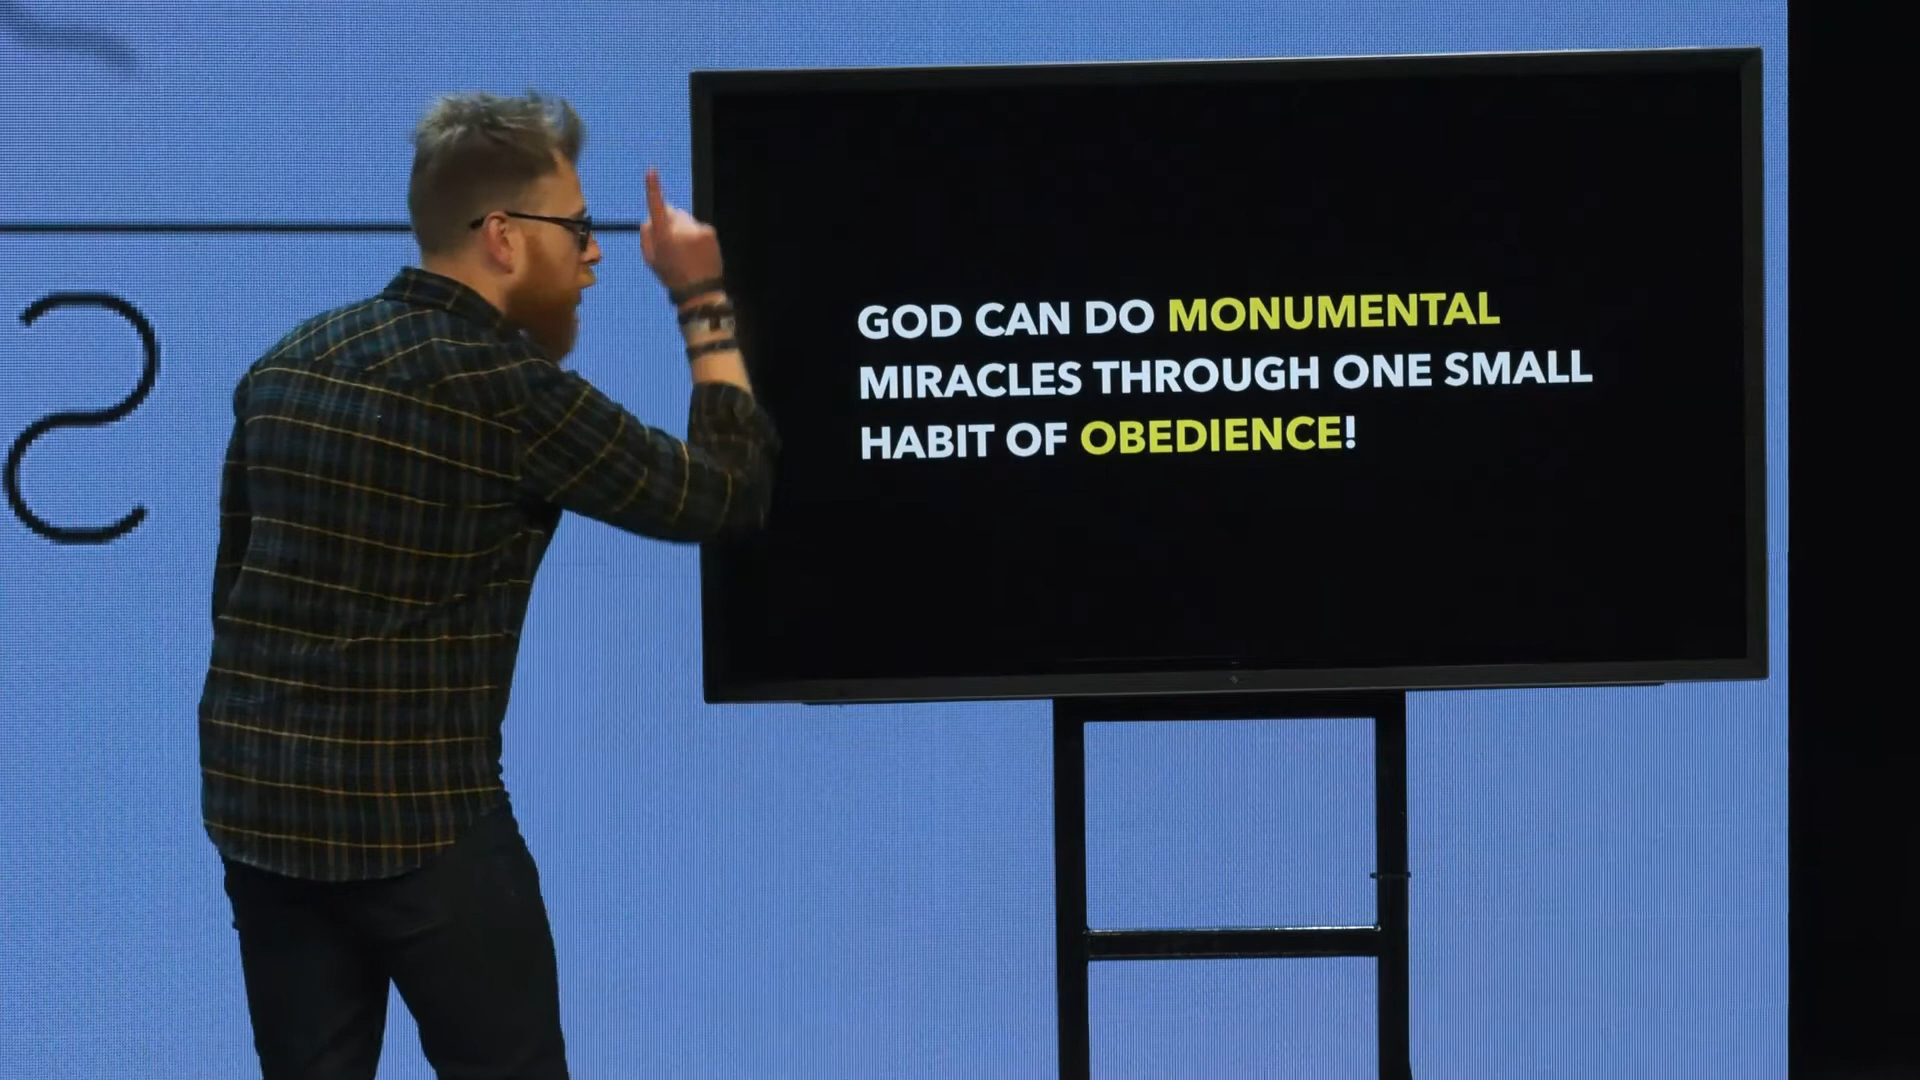 S
GOD CAN DO MONUMENTAL
MIRACLES THROUGH ONE SMALL
HABIT OF OBEDIENCE!